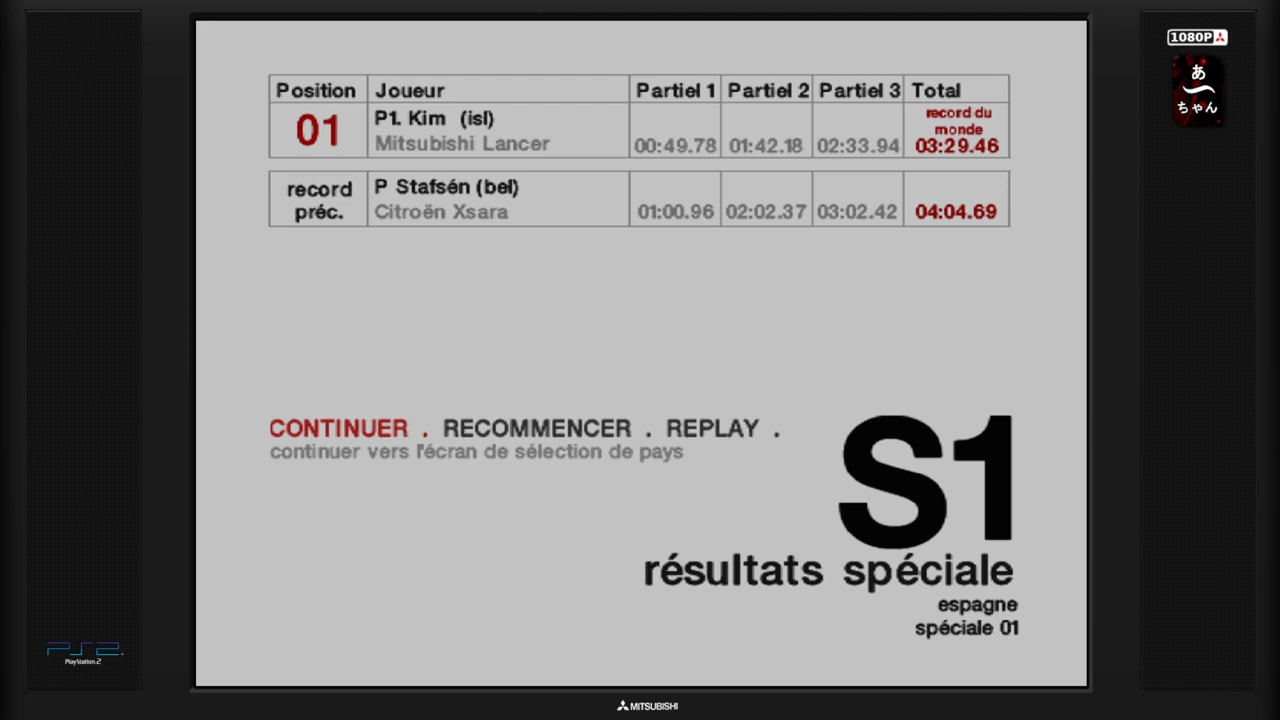 1080P
あー
ちゃん
Position Joueur Partiel 1 Partiel 2 Partiel 3 Total
01 P1. Kim (isl) record du
monde
Mitsubishi Lancer 00:49.78 01:42.18 02:33.94 03:29.46
record P Stafsén (bel)
préc. Citroën Xsara 01:00.96 02:02.37 03:02.42 04:04.69
CONTINUER . RECOMMENCER . REPLAY .
continuer vers l'écran de sélection de pays
S1
résultats spéciale
espagne
spéciale 01
PS2
PlayStation.2
MITSUBISHI